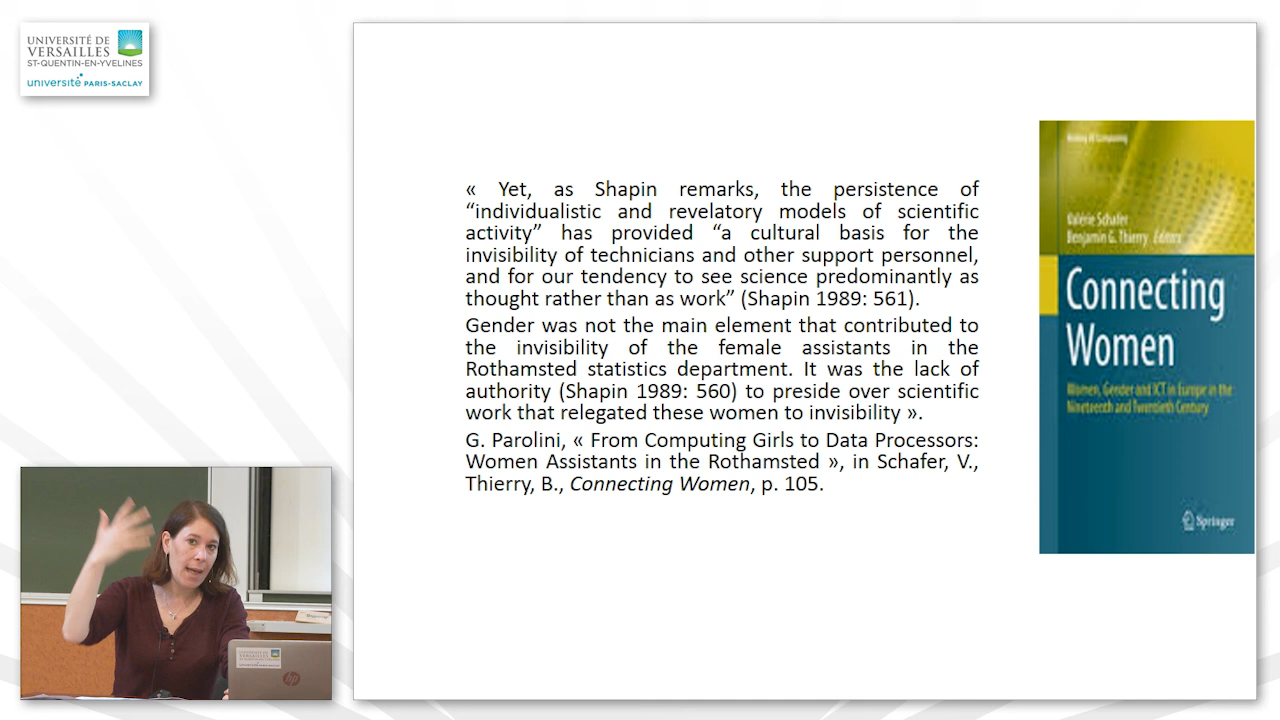 UNIVERSITÉ DE
VERSAILLES
ST-QUENTIN-EN-YVELINES
université PARIS-SACLAY
« Yet, as Shapin remarks, the persistence of
“individualistic and revelatory models of scientific
activity” has provided “a cultural basis for the
invisibility of technicians and other support personnel,
and for our tendency to see science predominantly as
thought rather than as work” (Shapin 1989: 561).
Gender was not the main element that contributed to
the invisibility of the female assistants in the
Rothamsted statistics department. It was the lack of
authority (Shapin 1989: 560) to preside over scientific
work that relegated these women to invisibility ».
G. Parolini, « From Computing Girls to Data Processors:
Women Assistants in the Rothamsted », in Schafer, V.,
Thierry, B., Connecting Women, p. 105.
History of Computing
Valérie Schafer
Benjamin G. Thierry Editors
Connecting
Women
Women, Gender and ICT in Europe in the
Nineteenth and Twentieth Century
Springer
hp